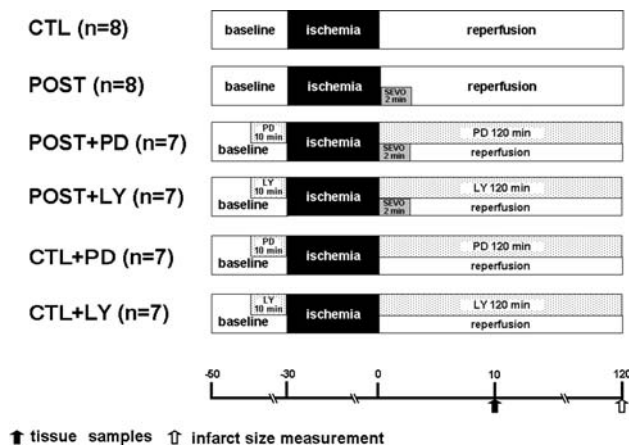 CTL (n=8) baseline ischemia reperfusion
POST (n=8) baseline ischemia SEVO 2 min reperfusion
POST+PD (n=7) baseline PD 10 min ischemia SEVO 2 min PD 120 min reperfusion
POST+LY (n=7) baseline LY 10 min ischemia SEVO 2 min LY 120 min reperfusion
CTL+PD (n=7) baseline PD 10 min ischemia PD 120 min reperfusion
CTL+LY (n=7) baseline LY 10 min ischemia LY 120 min reperfusion
-50 -30 0 10 120
tissue samples infarct size measurement